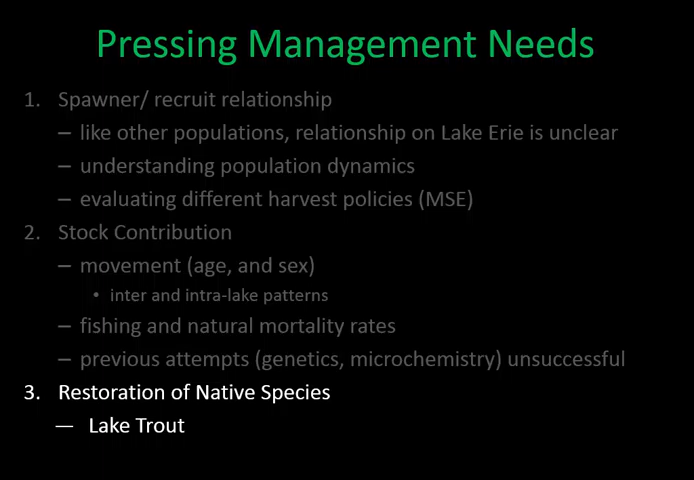 Pressing Management Needs
1. Spawner/ recruit relationship
– like other populations, relationship on Lake Erie is unclear
– understanding population dynamics
– evaluating different harvest policies (MSE)
2. Stock Contribution
– movement (age, and sex)
• inter and intra-lake patterns
– fishing and natural mortality rates
– previous attempts (genetics, microchemistry) unsuccessful
3. Restoration of Native Species
— Lake Trout